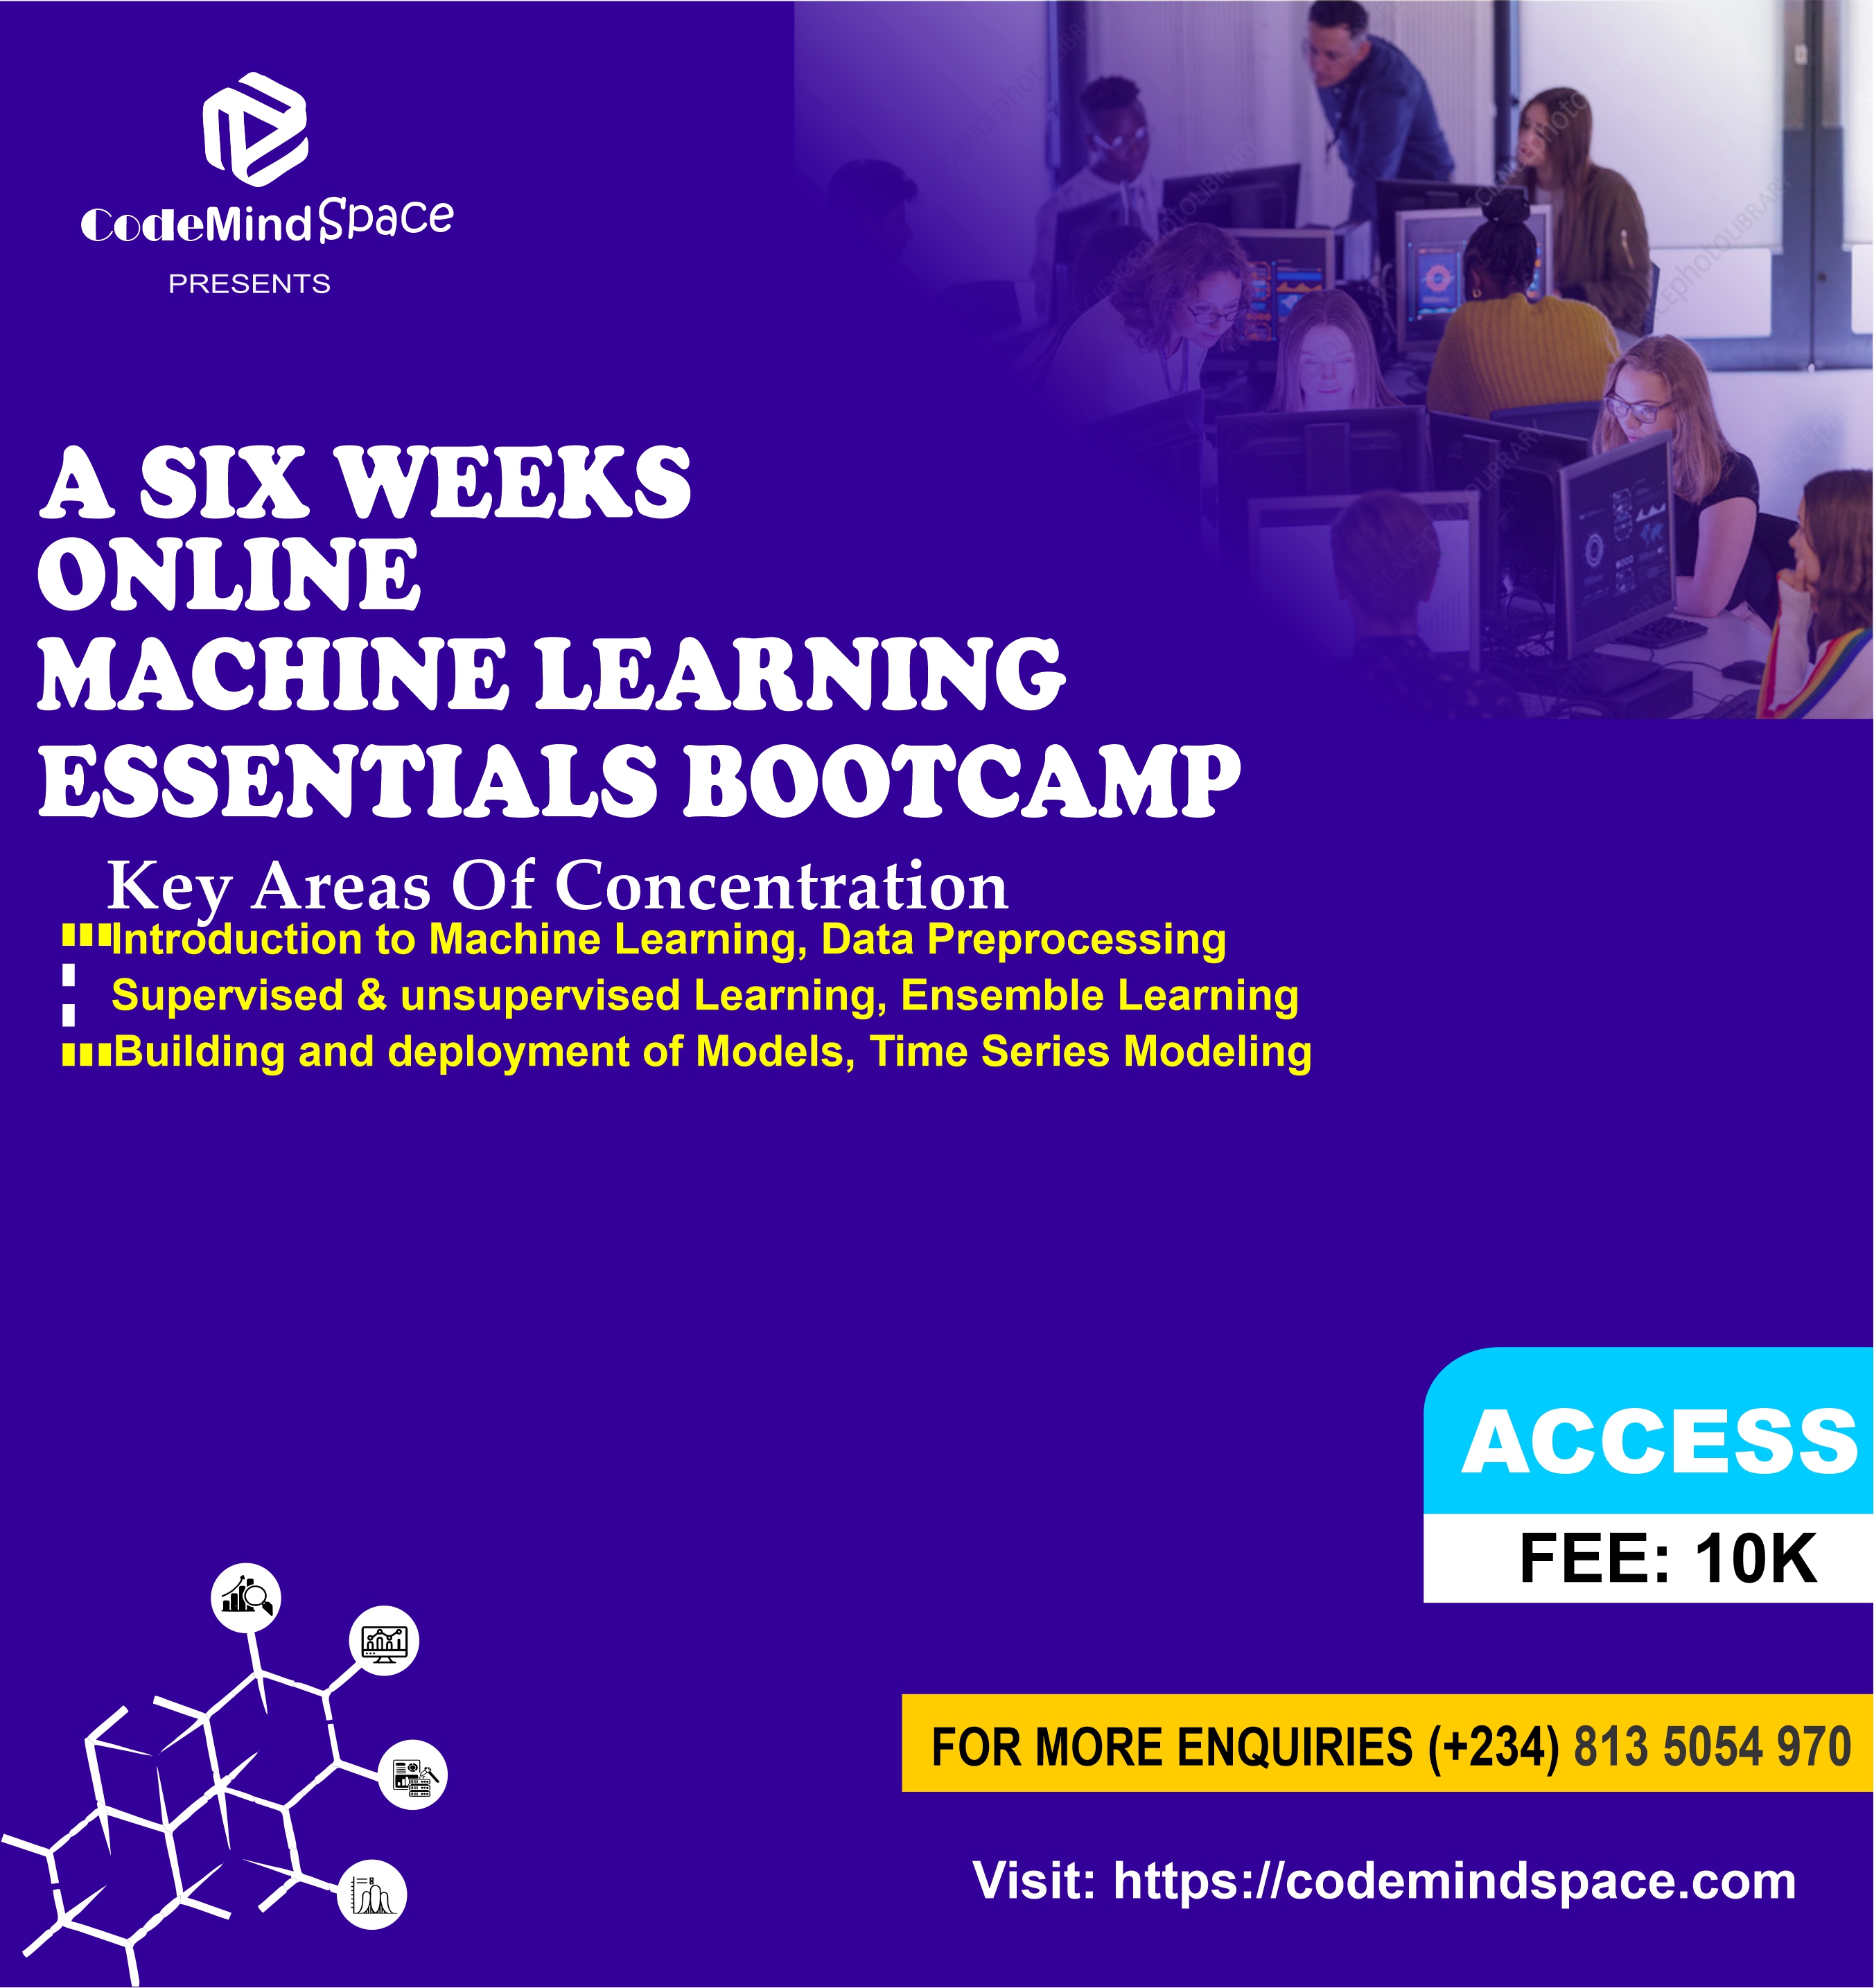 CodeMindSpace
PRESENTS
A SIX WEEKS
ONLINE
MACHINE LEARNING
ESSENTIALS BOOTCAMP
Key Areas Of Concentration
Introduction to Machine Learning, Data Preprocessing
Supervised & unsupervised Learning, Ensemble Learning
Building and deployment of Models, Time Series Modeling
ACCESS
FEE: 10K
FOR MORE ENQUIRIES (+234) 813 5054 970
Visit: https://codemindspace.com